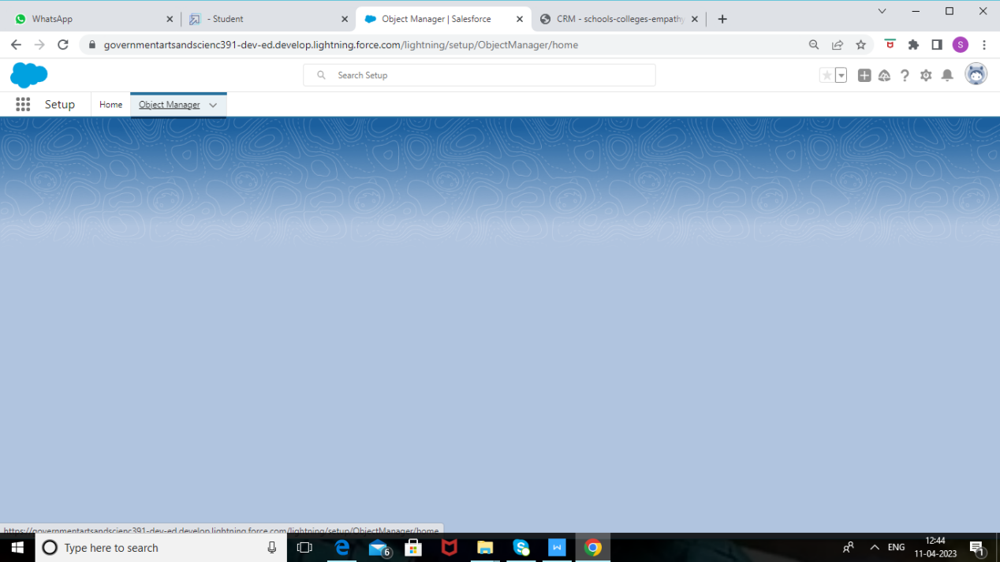 WhatsApp
- Student
Object Manager | Salesforce
CRM - schools-colleges-empathy
governmentartsandscienc391-dev-ed.develop.lightning.force.com/lightning/setup/ObjectManager/home
S
Search Setup
Setup
Home
Object Manager
https://governmentartsandscienc391-dev-ed.develop.lightning.force.com/lightning/setup/ObjectManager/home
Type here to search
6
W
ENG
12:44
11-04-2023
1